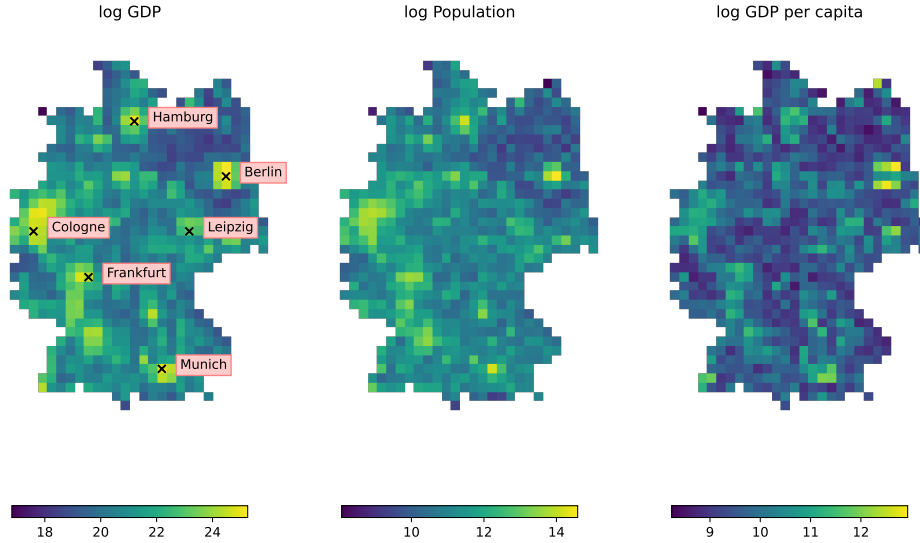 log GDP
log Population
log GDP per capita
Hamburg
Berlin
Cologne
Leipzig
Frankfurt
Munich
18 20 22 24
10 12 14
9 10 11 12